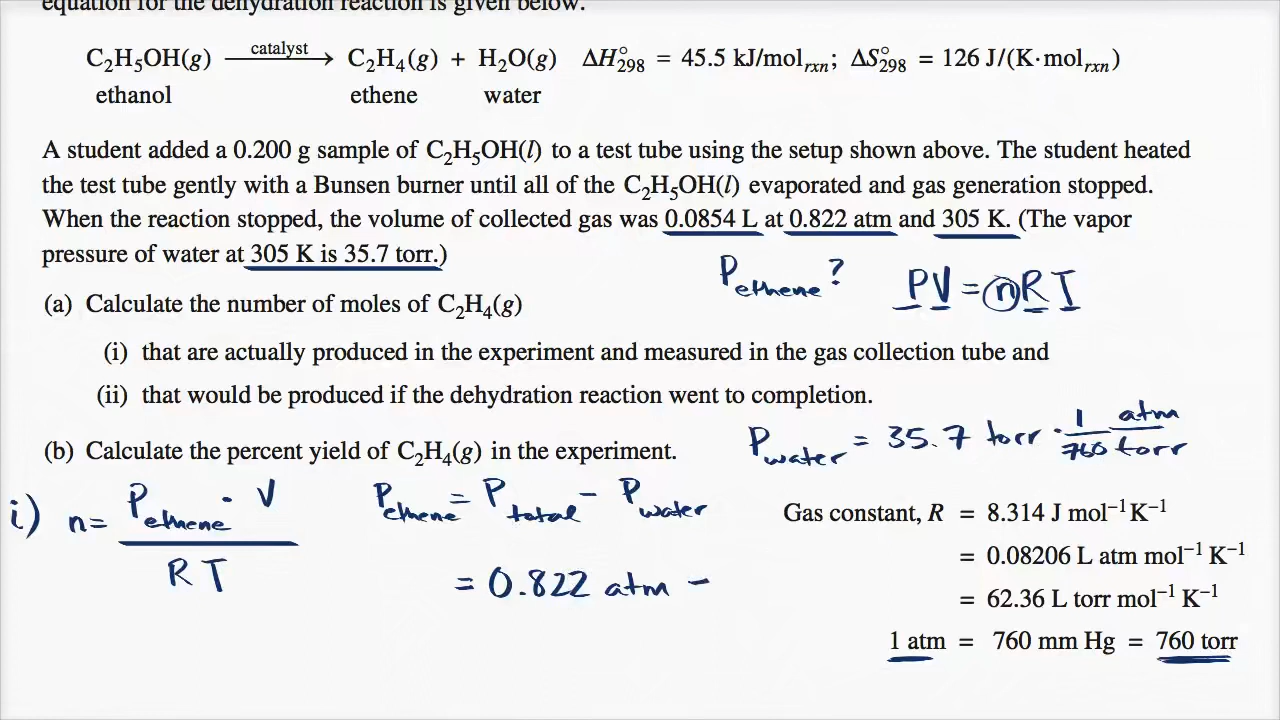 equation for the dehydration reaction is given below.
C₂H₅OH(g) catalyst ⟶ C₂H₄(g) + H₂O(g) ΔH°₂₉₈ = 45.5 kJ/molᵣₓₙ; ΔS°₂₉₈ = 126 J/(K·molᵣₓₙ)
ethanol ethene water
A student added a 0.200 g sample of C₂H₅OH(l) to a test tube using the setup shown above. The student heated
the test tube gently with a Bunsen burner until all of the C₂H₅OH(l) evaporated and gas generation stopped.
When the reaction stopped, the volume of collected gas was 0.0854 L at 0.822 atm and 305 K. (The vapor
pressure of water at 305 K is 35.7 torr.)
P ethene ? PV = nRT
(a) Calculate the number of moles of C₂H₄(g)
(i) that are actually produced in the experiment and measured in the gas collection tube and
(ii) that would be produced if the dehydration reaction went to completion.
(b) Calculate the percent yield of C₂H₄(g) in the experiment.
P water = 35.7 torr · 1/760 atm/torr
i) n = P ethene · V / RT
P ethene = P total - P water
= 0.822 atm -
Gas constant, R = 8.314 J mol⁻¹ K⁻¹
= 0.08206 L atm mol⁻¹ K⁻¹
= 62.36 L torr mol⁻¹ K⁻¹
1 atm = 760 mm Hg = 760 torr